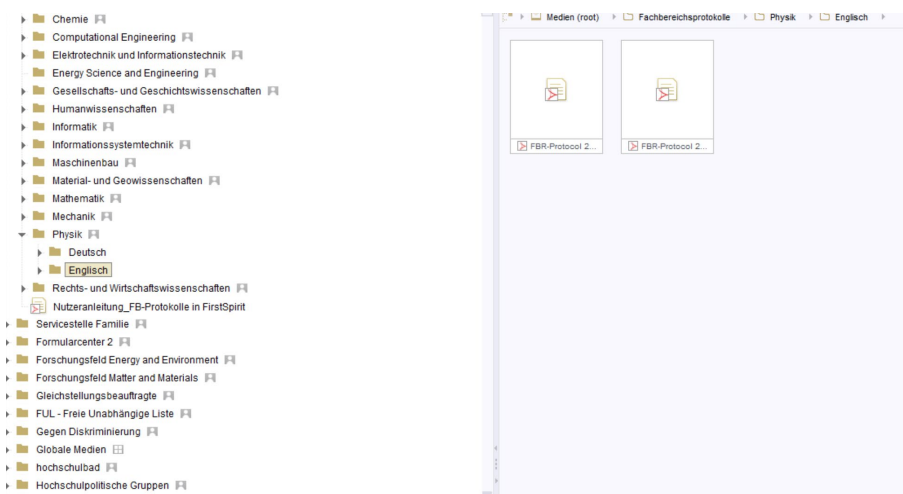 Chemie
Computational Engineering
Elektrotechnik und Informationstechnik
Energy Science and Engineering
Gesellschafts- und Geschichtswissenschaften
Humanwissenschaften
Informatik
Informationssystemtechnik
Maschinenbau
Material- und Geowissenschaften
Mathematik
Mechanik
Physik
Deutsch
Englisch
Rechts- und Wirtschaftswissenschaften
Nutzeranleitung_FB-Protokolle in FirstSpirit
Servicestelle Familie
Formularcenter 2
Forschungsfeld Energy and Environment
Forschungsfeld Matter and Materials
Gleichstellungsbeauftragte
FUL - Freie Unabhängige Liste
Gegen Diskriminierung
Globale Medien
hochschulbad
Hochschulpolitische Gruppen
Medien (root) Fachbereichsprotokolle Physik Englisch
FBR-Protocol 2... FBR-Protocol 2...